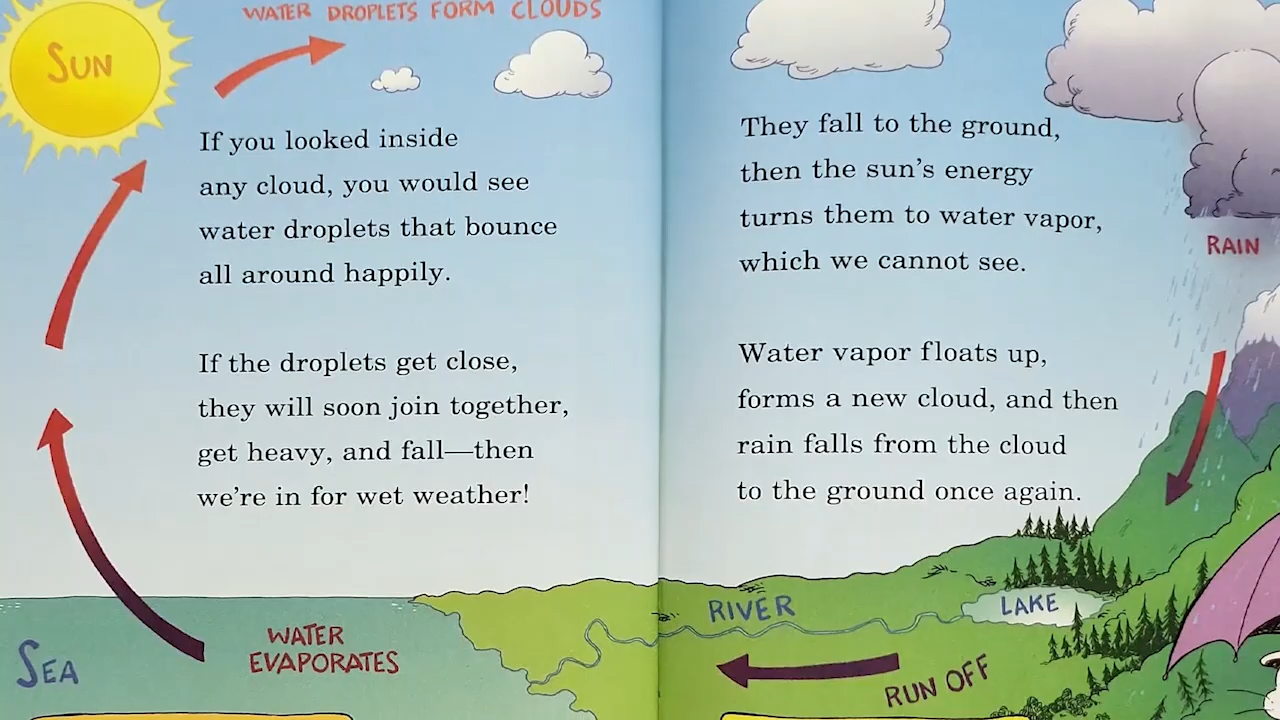 WATER DROPLETS FORM CLOUDS
SUN
If you looked inside
any cloud, you would see
water droplets that bounce
all around happily.
If the droplets get close,
they will soon join together,
get heavy, and fall—then
we're in for wet weather!
WATER
EVAPORATES
SEA
They fall to the ground,
then the sun's energy
turns them to water vapor,
which we cannot see.
RAIN
Water vapor floats up,
forms a new cloud, and then
rain falls from the cloud
to the ground once again.
RIVER
LAKE
RUN OFF